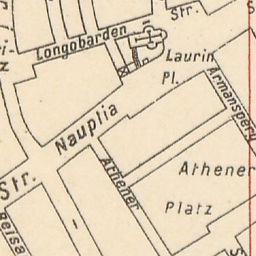 Str.
Longobarden
Laurin
Pl.
Armansperg
Nauplia
Athener
Athener
Platz
Str.